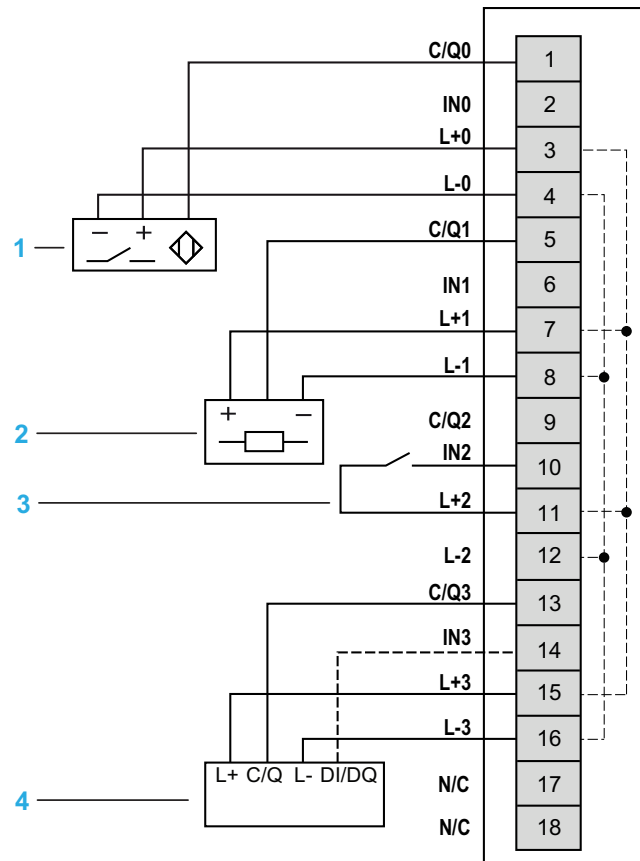 C/Q0 1
IN0 2
L+0 3
L-0 4
1 − +
C/Q1 5
IN1 6
L+1 7
L-1 8
+ −
2
C/Q2 9
IN2 10
3
L+2 11
L-2 12
C/Q3 13
IN3 14
L+3 15
L-3 16
L+ C/Q L- DI/DQ
4
N/C 17
N/C 18